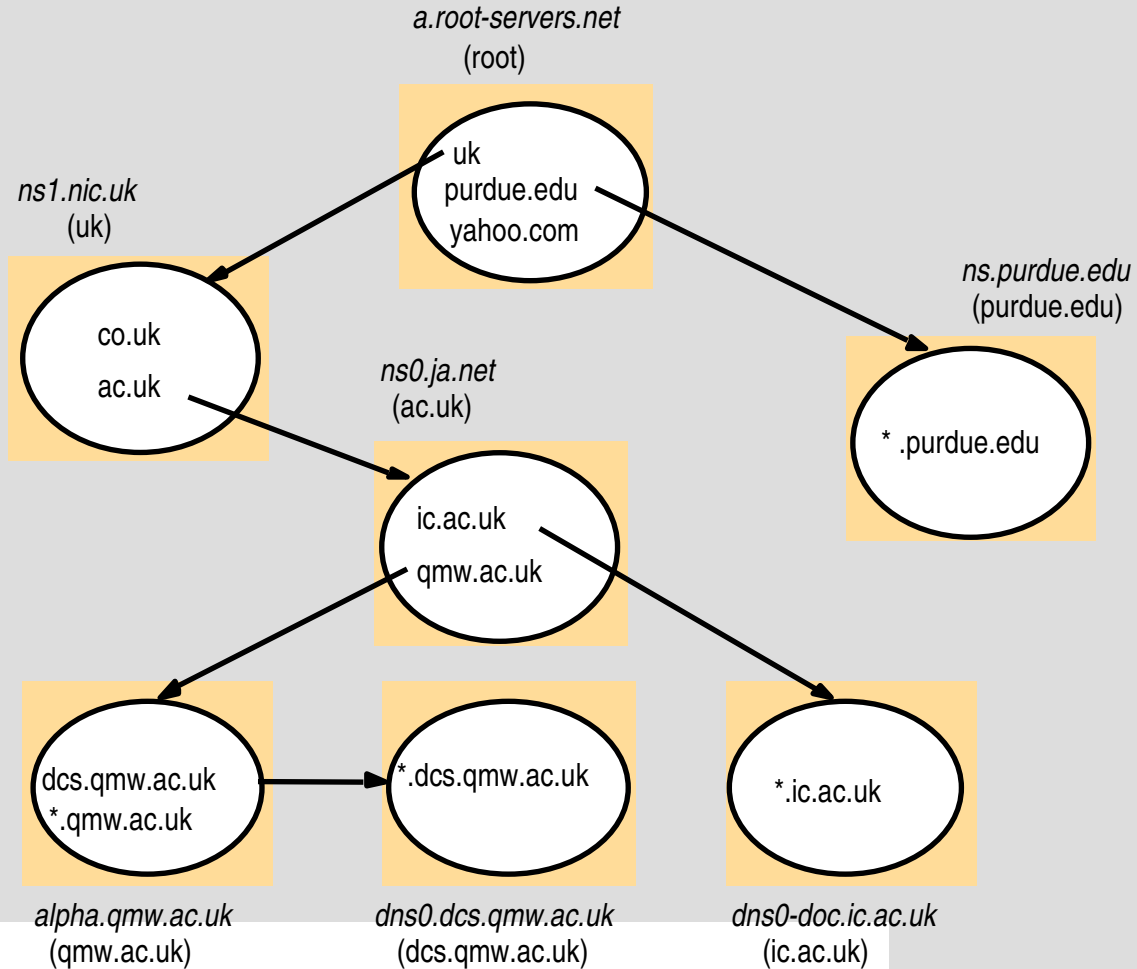 a.root-servers.net
(root)
uk
purdue.edu
yahoo.com
ns1.nic.uk
(uk)
co.uk
ac.uk
ns.purdue.edu
(purdue.edu)
* .purdue.edu
ns0.ja.net
(ac.uk)
ic.ac.uk
qmw.ac.uk
dcs.qmw.ac.uk
*.qmw.ac.uk
*.dcs.qmw.ac.uk
*.ic.ac.uk
alpha.qmw.ac.uk
(qmw.ac.uk)
dns0.dcs.qmw.ac.uk
(dcs.qmw.ac.uk)
dns0-doc.ic.ac.uk
(ic.ac.uk)